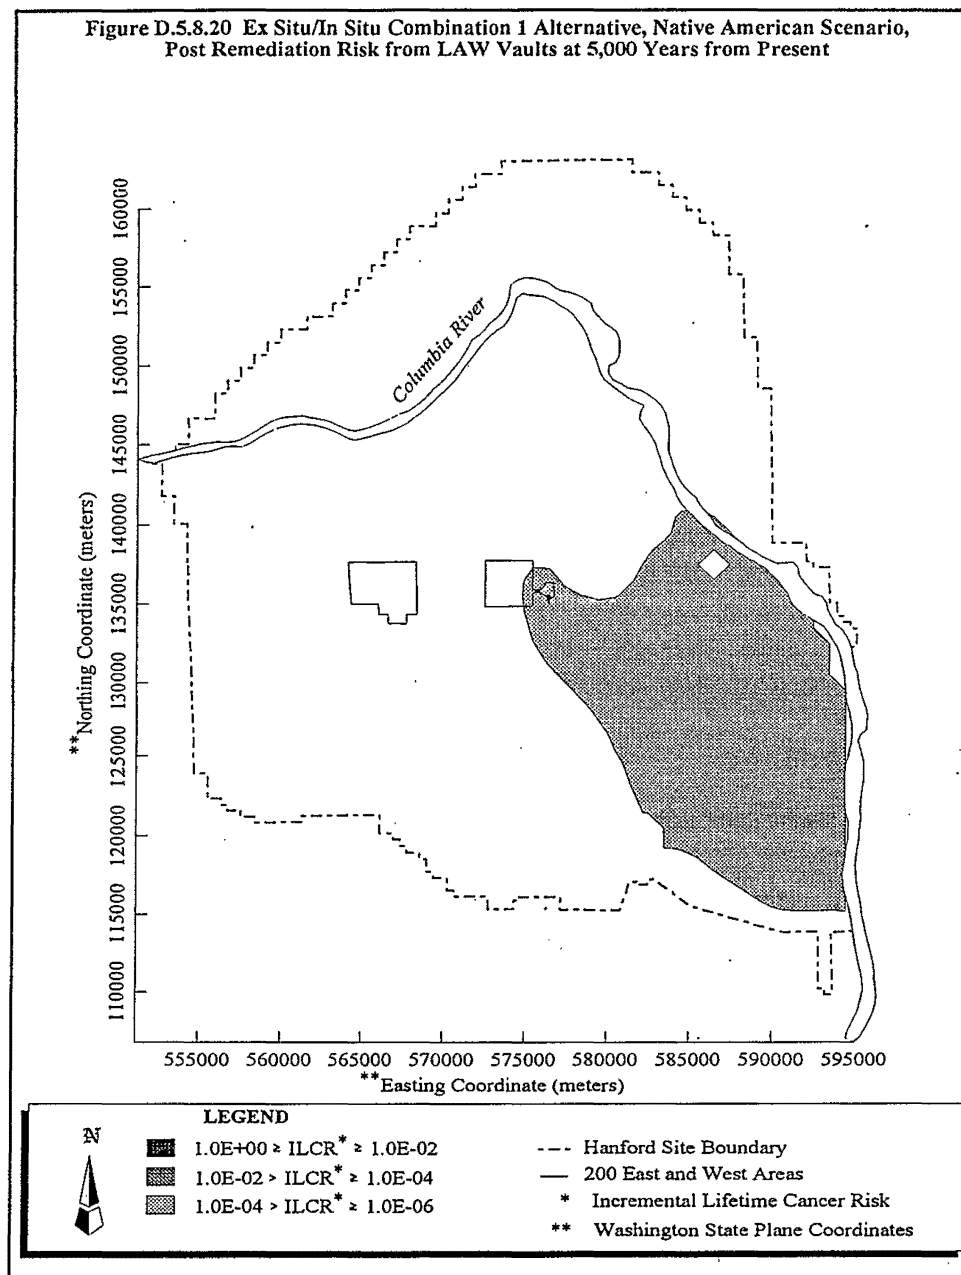 Figure D.5.8.20 Ex Situ/In Situ Combination 1 Alternative, Native American Scenario,
Post Remediation Risk from LAW Vaults at 5,000 Years from Present
160000
155000
150000
145000
140000
135000
130000
125000
120000
115000
110000
**Northing Coordinate (meters)
Columbia River
555000 560000 565000 570000 575000 580000 585000 590000 595000
**Easting Coordinate (meters)
LEGEND
N
1.0E+00 ≥ ILCR* ≥ 1.0E-02
1.0E-02 > ILCR* ≥ 1.0E-04
1.0E-04 > ILCR* ≥ 1.0E-06
Hanford Site Boundary
200 East and West Areas
* Incremental Lifetime Cancer Risk
** Washington State Plane Coordinates